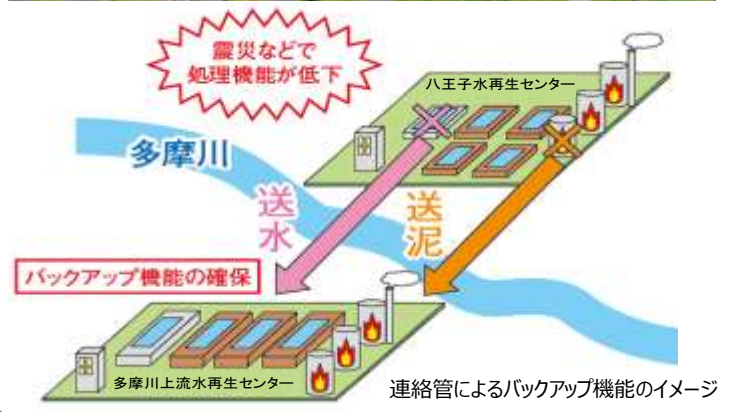 震災などで
処理機能が低下
八王子水再生センター
多摩川
送水
送泥
バックアップ機能の確保
多摩川上流水再生センター
連絡管によるバックアップ機能のイメージ